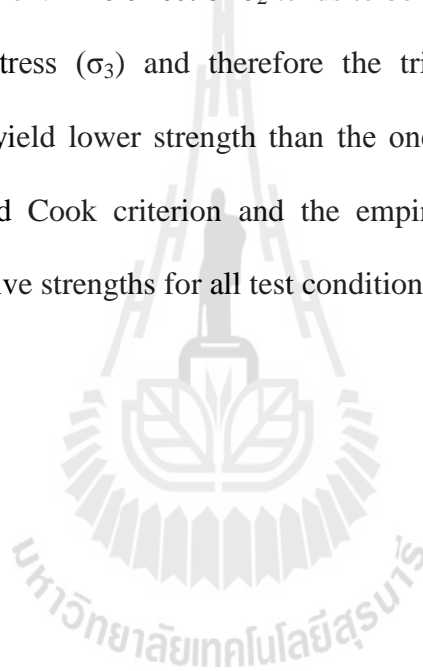 tress (σ₃) and therefore the tri
yield lower strength than the on
d Cook criterion and the empir
ve strengths for all test condition
มหาวิทยาลัยเทคโนโลยีสุรนารี